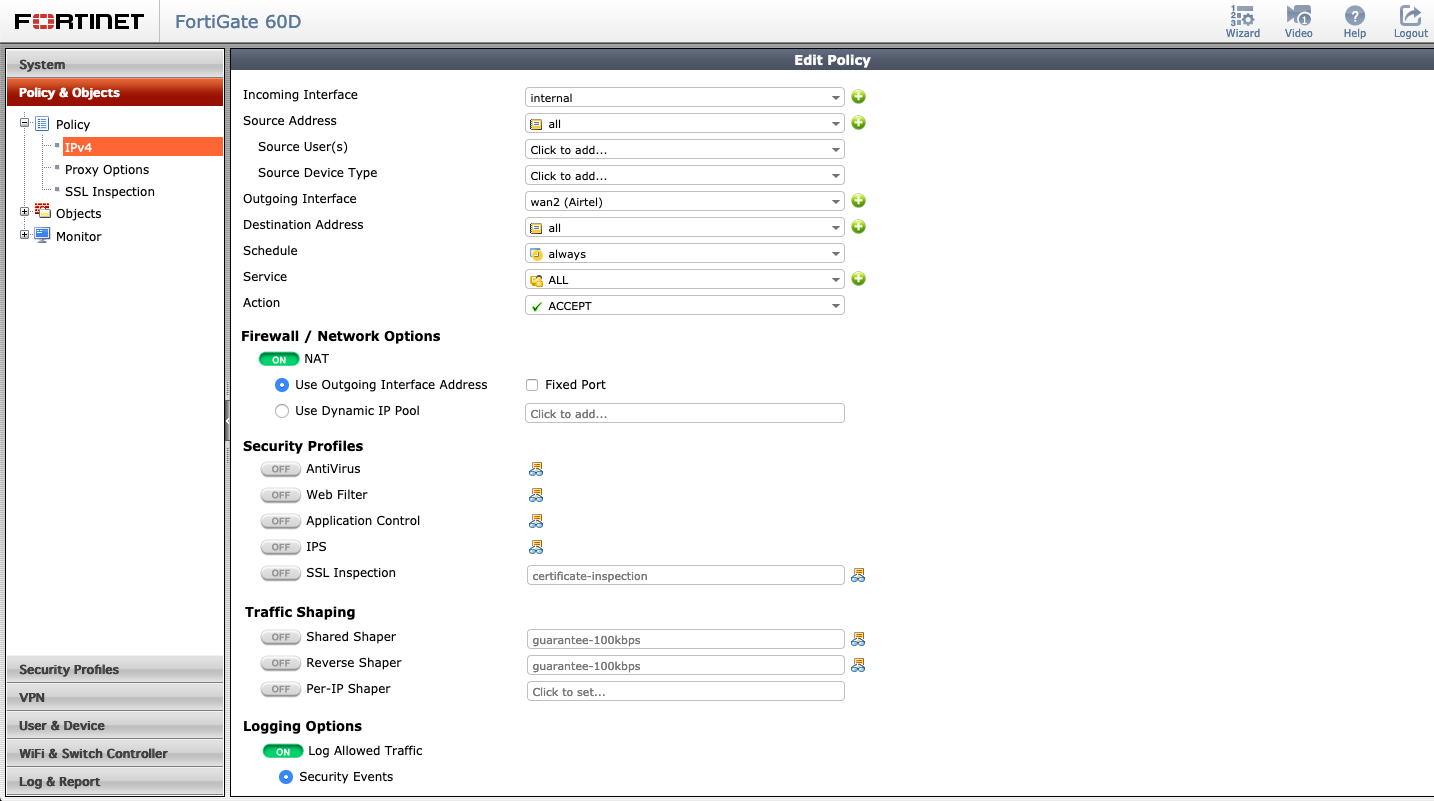 FORTINET
FortiGate 60D
Wizard
Video
Help
Logout
System
Policy & Objects
Policy
IPv4
Proxy Options
SSL Inspection
Objects
Monitor
Security Profiles
VPN
User & Device
WiFi & Switch Controller
Log & Report
Edit Policy
Incoming Interface internal
Source Address all
Source User(s) Click to add...
Source Device Type Click to add...
Outgoing Interface wan2 (Airtel)
Destination Address all
Schedule always
Service ALL
Action ACCEPT
Firewall / Network Options
ON NAT
Use Outgoing Interface Address Fixed Port
Use Dynamic IP Pool Click to add...
Security Profiles
OFF AntiVirus
OFF Web Filter
OFF Application Control
OFF IPS
OFF SSL Inspection certificate-inspection
Traffic Shaping
OFF Shared Shaper guarantee-100kbps
OFF Reverse Shaper guarantee-100kbps
OFF Per-IP Shaper Click to set...
Logging Options
ON Log Allowed Traffic
Security Events